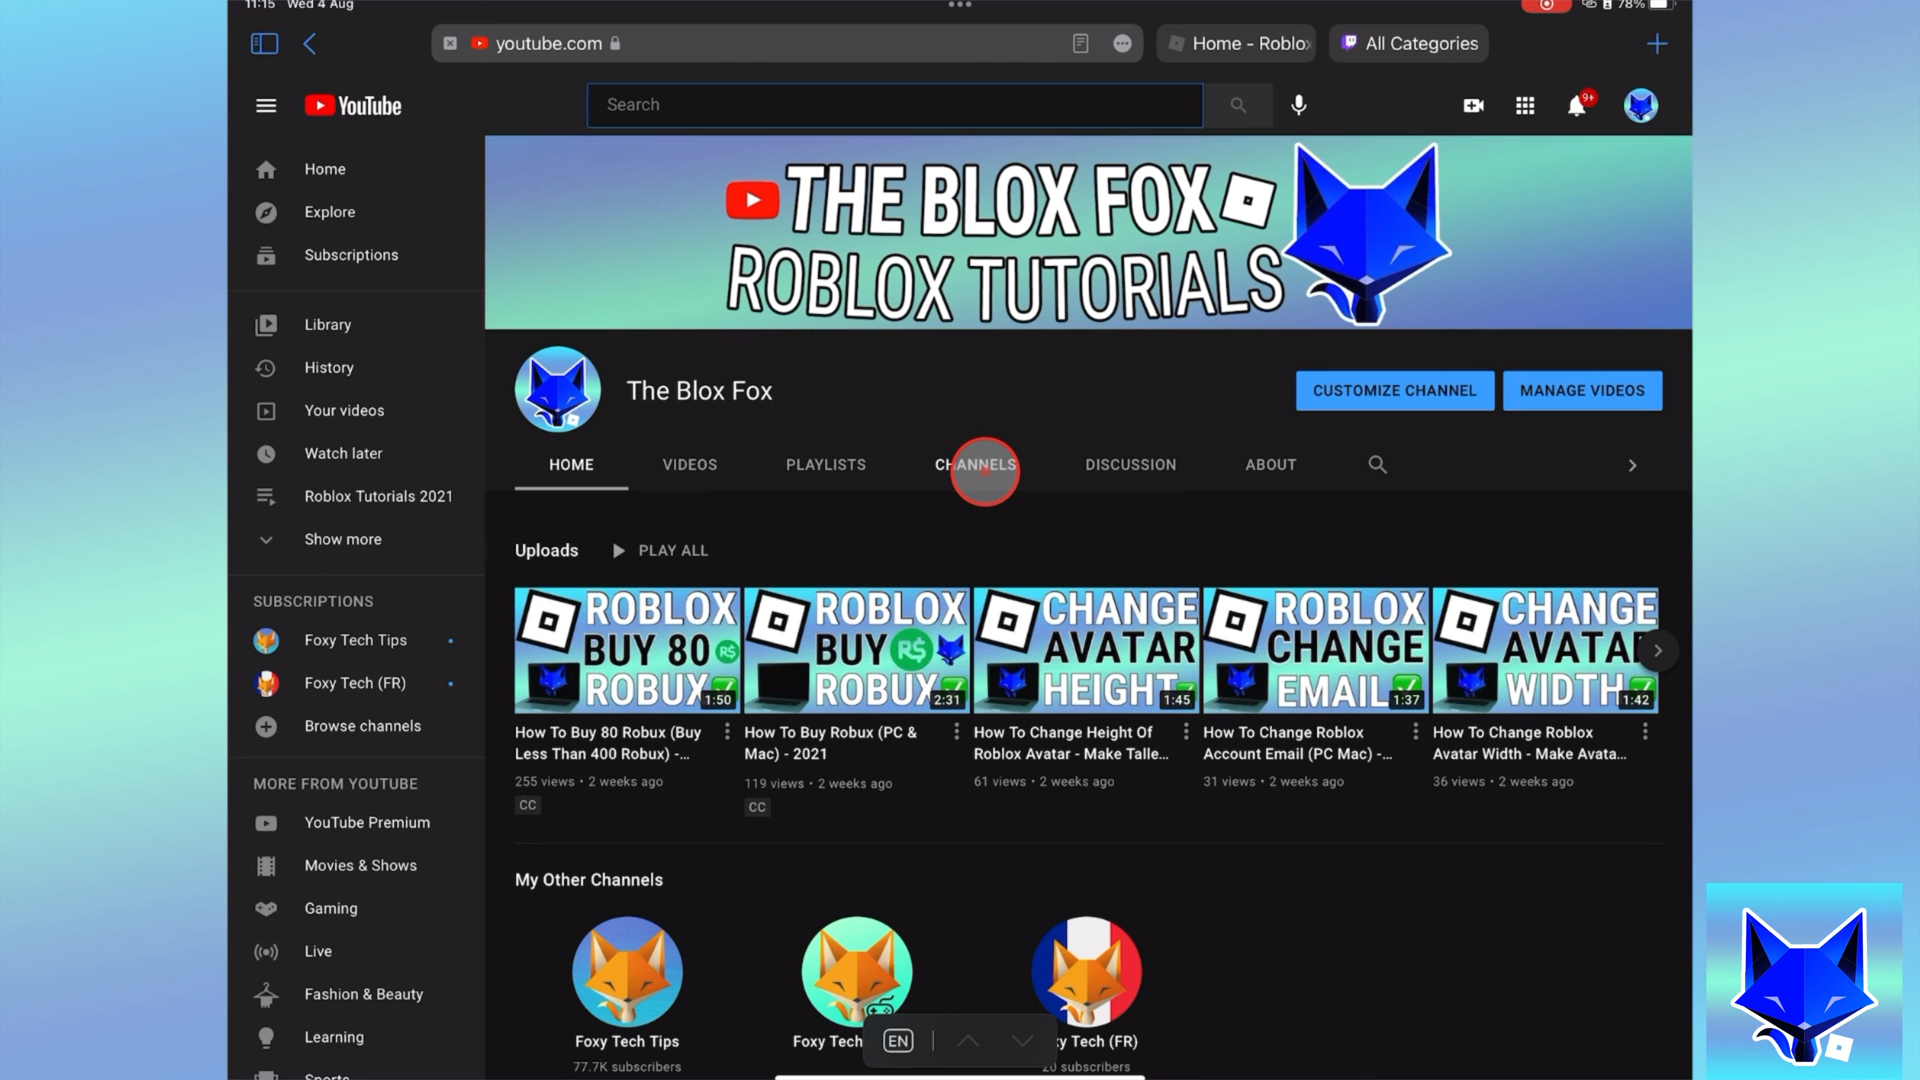 11:15 Wed 4 Aug
78%
youtube.com
Home - Roblox
All Categories
YouTube
Search
9+
Home
Explore
Subscriptions
Library
History
Your videos
Watch later
Roblox Tutorials 2021
Show more
SUBSCRIPTIONS
Foxy Tech Tips
Foxy Tech (FR)
Browse channels
MORE FROM YOUTUBE
YouTube Premium
Movies & Shows
Gaming
Live
Fashion & Beauty
Learning
Sports
THE BLOX FOX
ROBLOX TUTORIALS
The Blox Fox
CUSTOMIZE CHANNEL
MANAGE VIDEOS
HOME
VIDEOS
PLAYLISTS
CHANNELS
DISCUSSION
ABOUT
Uploads
PLAY ALL
ROBLOX
BUY 80 R$
ROBUX
1:50
How To Buy 80 Robux (Buy
Less Than 400 Robux) -...
255 views • 2 weeks ago
CC
ROBLOX
BUY R$
ROBUX
2:31
How To Buy Robux (PC &
Mac) - 2021
119 views • 2 weeks ago
CC
CHANGE
AVATAR
HEIGHT
1:45
How To Change Height Of
Roblox Avatar - Make Talle...
61 views • 2 weeks ago
ROBLOX
CHANGE
EMAIL
1:37
How To Change Roblox
Account Email (PC Mac) -...
31 views • 2 weeks ago
CHANGE
AVATA
WIDTH
1:42
How To Change Roblox
Avatar Width - Make Avata...
36 views • 2 weeks ago
My Other Channels
Foxy Tech Tips
77.7K subscribers
Foxy Tech
EN
y Tech (FR)
20 subscribers